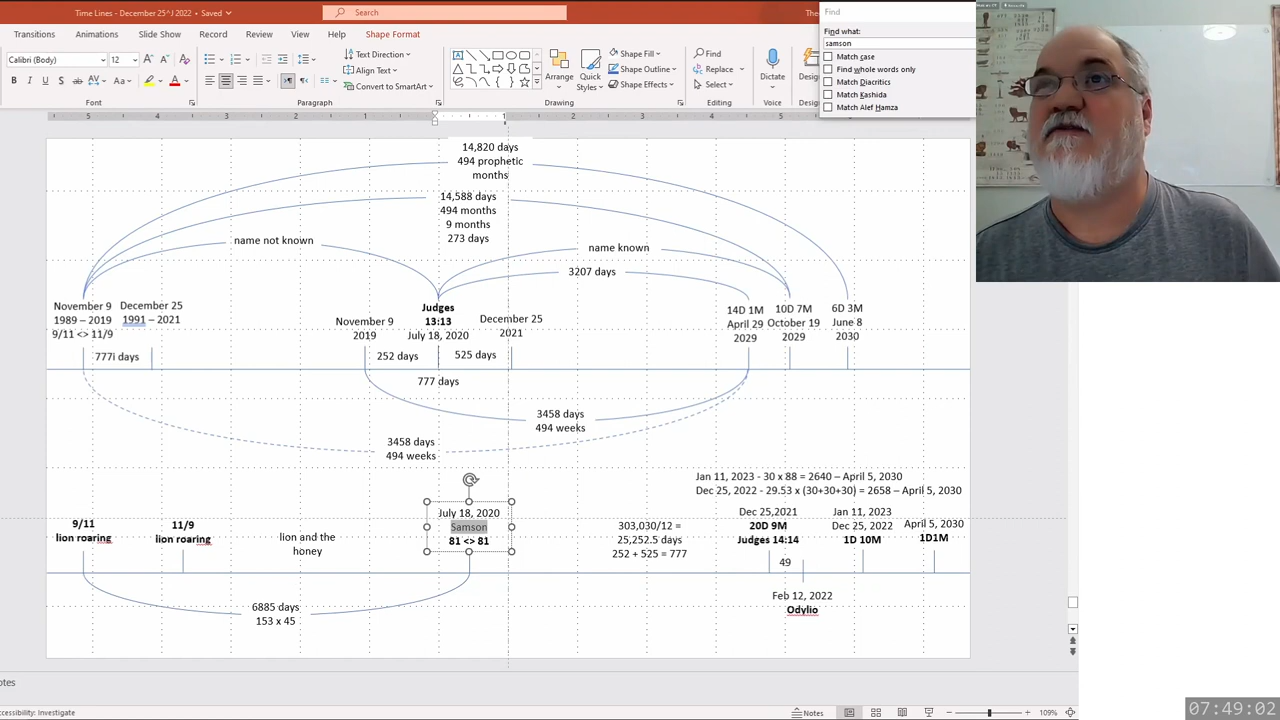 Time Lines - December 25^J 2022 • Saved
Search
The
Transitions
Animations
Slide Show
Record
Review
View
Help
Shape Format
Calibri (Body)
Text Direction
Align Text
Convert to SmartArt
Arrange
Quick
Styles
Shape Fill
Shape Outline
Shape Effects
Find
Replace
Select
Dictate
Design
Ideas
Font
Paragraph
Drawing
Editing
Voice
Find
Find what:
samson
Match case
Find whole words only
Match Diacritics
Match Kashida
Match Alef Hamza
14,820 days
494 prophetic
months
14,588 days
494 months
9 months
273 days
name not known
name known
3207 days
November 9
1989 – 2019
9/11 <> 11/9
December 25
1991 – 2021
777i days
November 9
2019
Judges
13:13
July 18, 2020
December 25
2021
252 days
525 days
777 days
14D 1M
April 29
2029
10D 7M
October 19
2029
6D 3M
June 8
2030
3458 days
494 weeks
3458 days
494 weeks
Jan 11, 2023 - 30 x 88 = 2640 – April 5, 2030
Dec 25, 2022 - 29.53 x (30+30+30) = 2658 – April 5, 2030
9/11
lion roaring
11/9
lion roaring
lion and the
honey
July 18, 2020
Samson
81 <> 81
303,030/12 =
25,252.5 days
252 + 525 = 777
Dec 25,2021
20D 9M
Judges 14:14
Jan 11, 2023
Dec 25, 2022
1D 10M
April 5, 2030
1D1M
49
Feb 12, 2022
Odylio
6885 days
153 x 45
otes
Accessibility: Investigate
Notes
109%
07:49:02